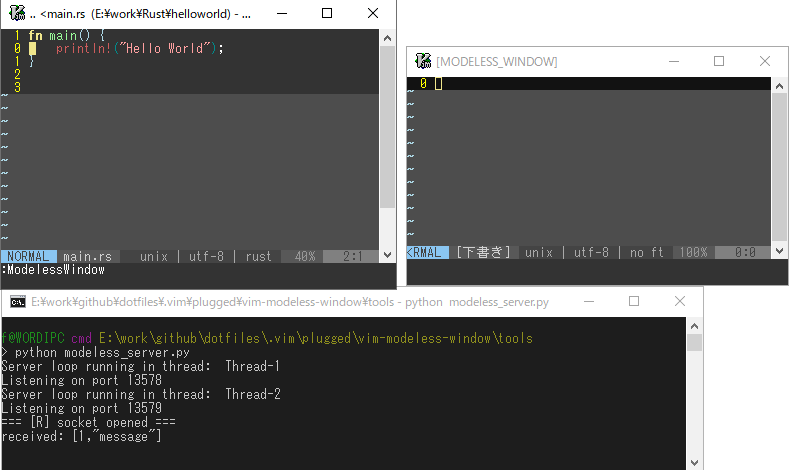 .. <main.rs (E:¥work¥Rust¥helloworld) - ...
1 fn main() {
0 println!("Hello World");
1 }
2
3
~
~
~
~
~
~
~
~
~
~
~
~
NORMAL main.rs unix | utf-8 | rust 40% 2:1
:ModelessWindow
[MODELESS_WINDOW]
0
~
~
~
~
~
~
~
~
~
~
~
~
<RMAL [下書き] unix | utf-8 | no ft 100% 0:0
E:¥work¥github¥dotfiles¥.vim¥plugged¥vim-modeless-window¥tools - python modeless_server.py
f@WORDIPC cmd E:\work\github\dotfiles\.vim\plugged\vim-modeless-window\tools
> python modeless_server.py
Server loop running in thread: Thread-1
Listening on port 13578
Server loop running in thread: Thread-2
Listening on port 13579
=== [R] socket opened ===
received: [1,"message"]